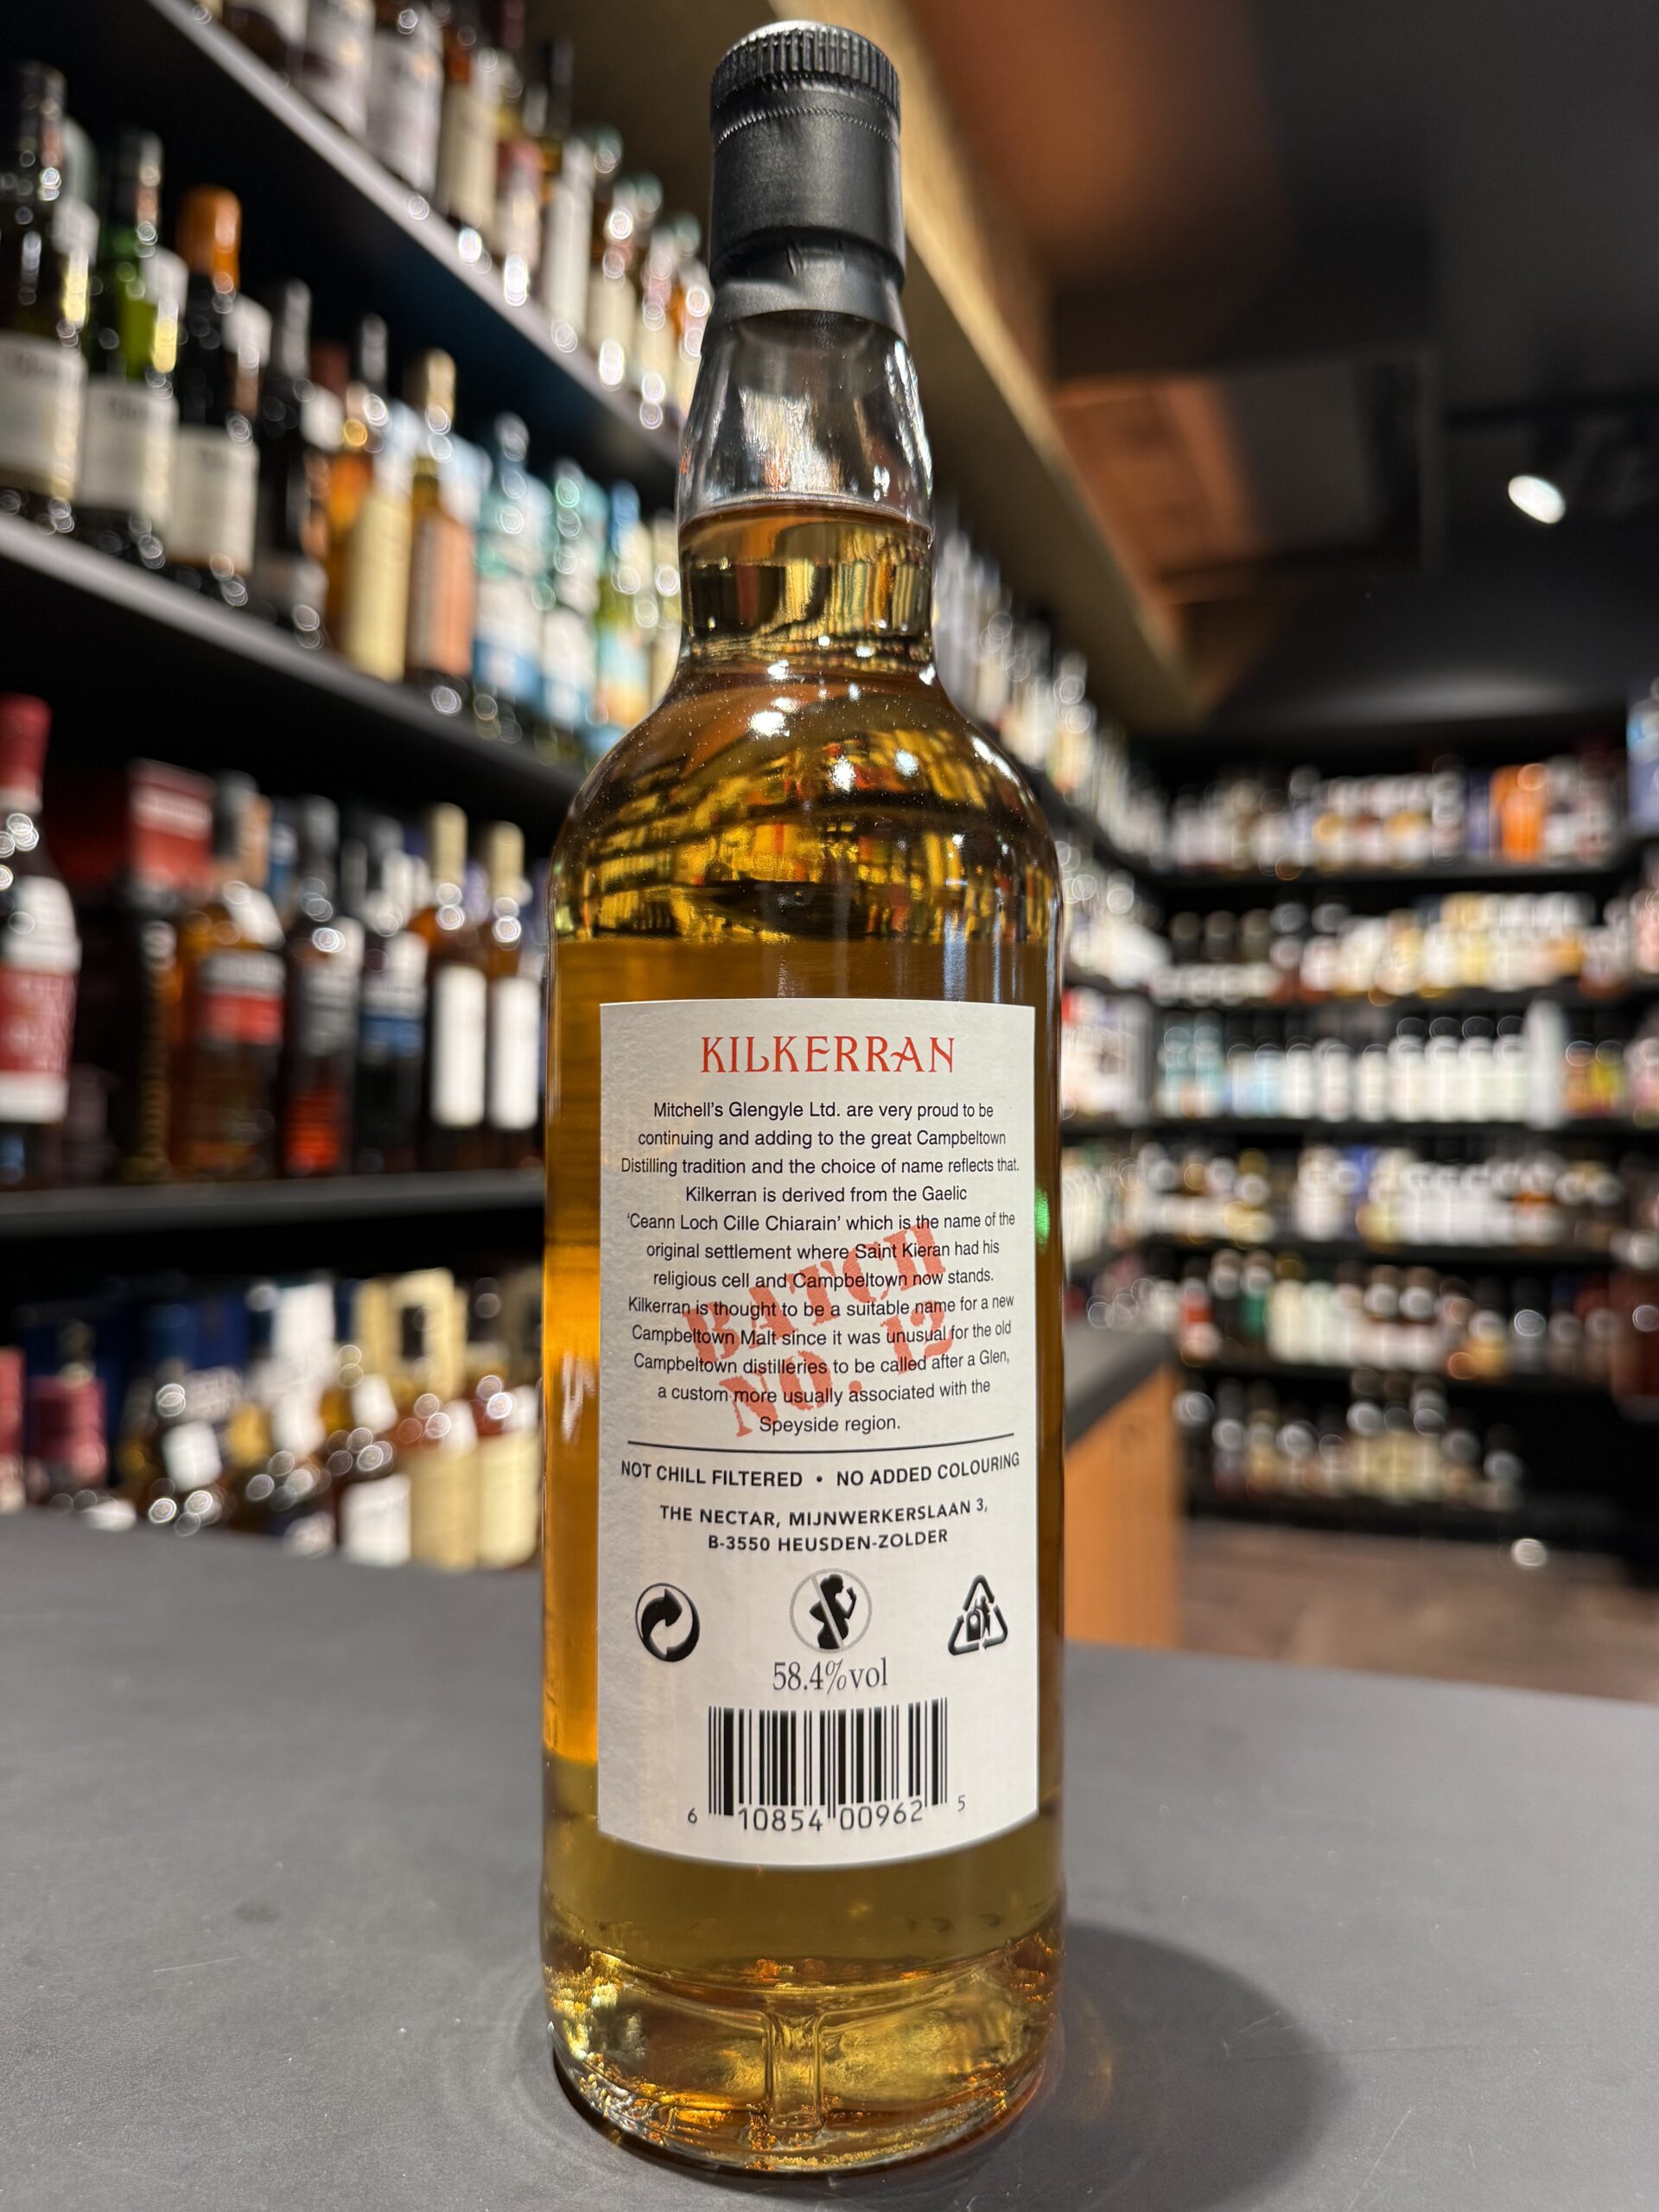 KILKERRAN
Mitchell's Glengyle Ltd. are very proud to be
continuing and adding to the great Campbeltown
Distilling tradition and the choice of name reflects that.
Kilkerran is derived from the Gaelic
'Ceann Loch Cille Chiarain' which is the name of the
original settlement where Saint Kieran had his
religious cell and Campbeltown now stands.
Kilkerran is thought to be a suitable name for a new
Campbeltown Malt since it was unusual for the old
Campbeltown distilleries to be called after a Glen,
a custom more usually associated with the
Speyside region.
BATCH
NO. 12
NOT CHILL FILTERED • NO ADDED COLOURING
THE NECTAR, MIJNWERKERSLAAN 3,
B-3550 HEUSDEN-ZOLDER
58.4%vol
6 10854 00962 5